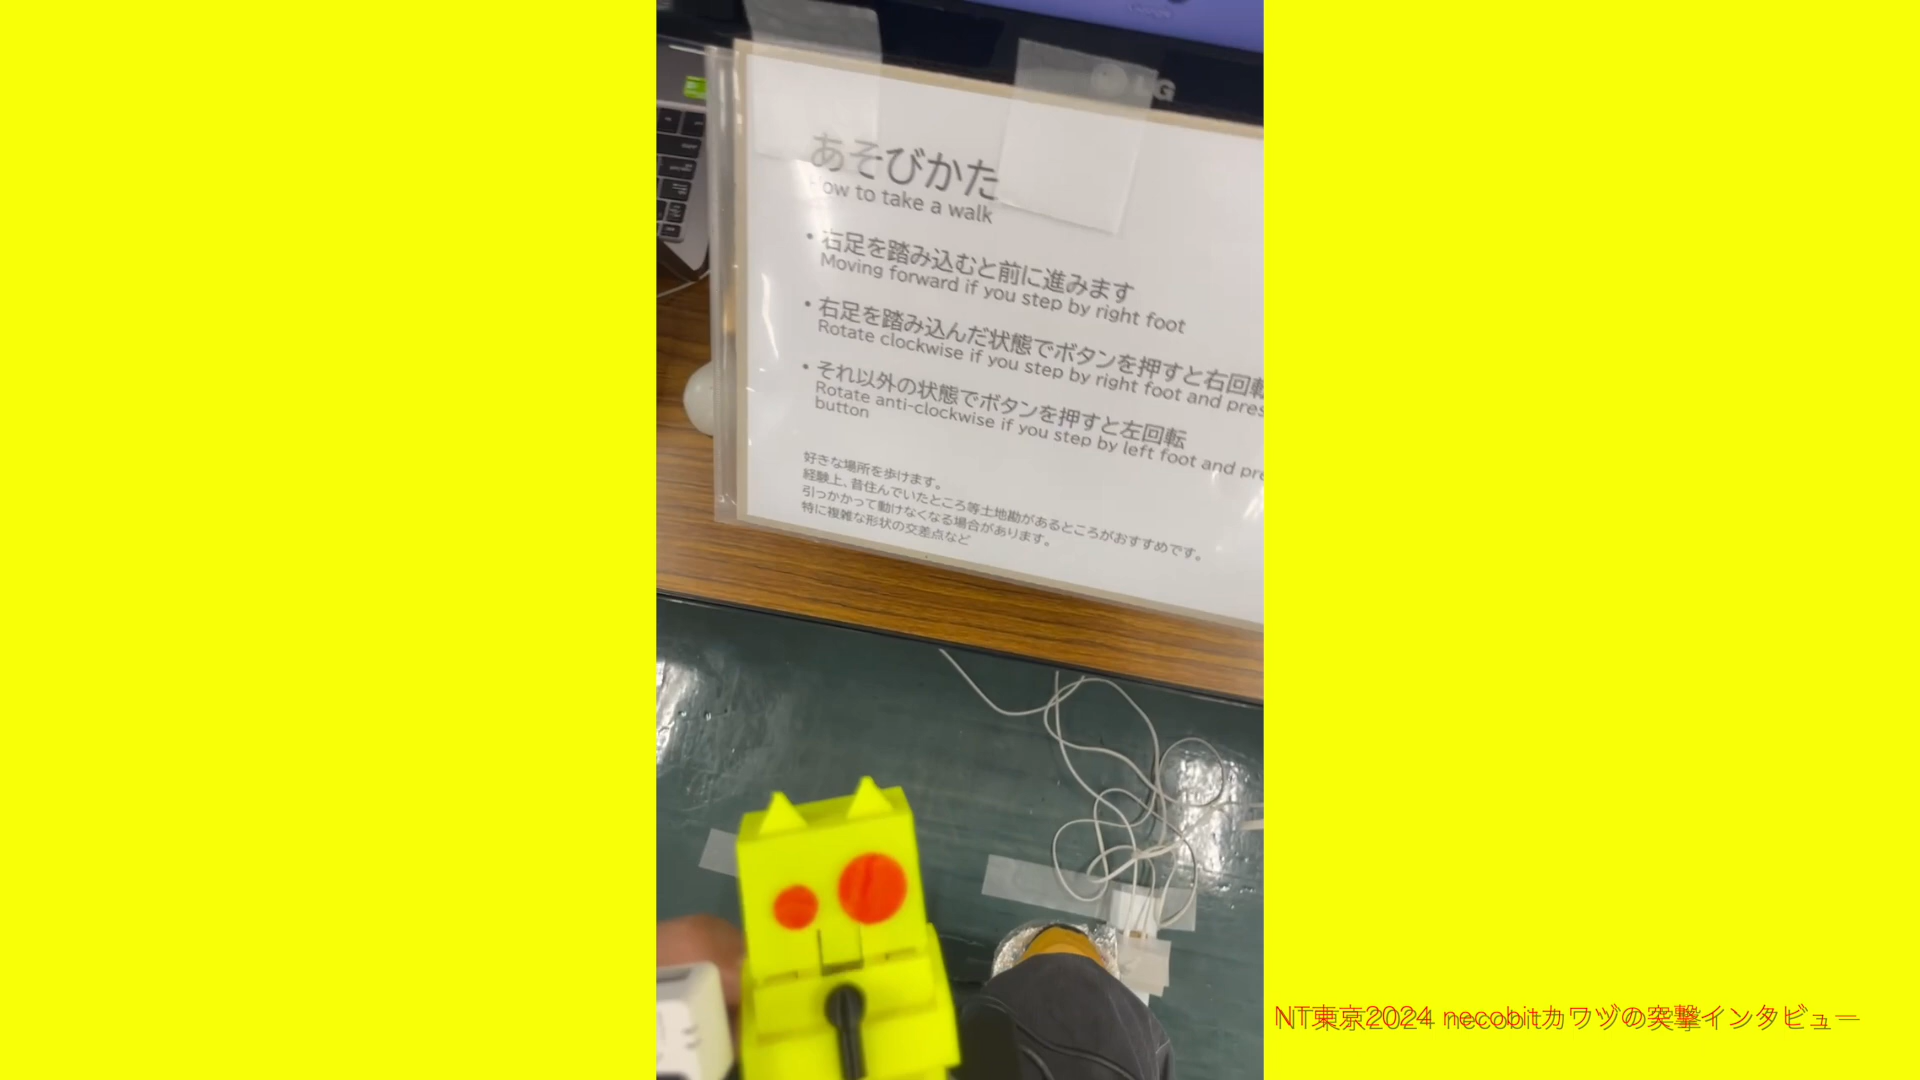 Google
LG
あそびかた
ow to take a walk
・右足を踏み込むと前に進みます
Moving forward if you step by right foot
・右足を踏み込んだ状態でボタンを押すと右回転
Rotate clockwise if you step by right foot and pres
・それ以外の状態でボタンを押すと左回転
Rotate anti-clockwise if you step by left foot and pre
button
好きな場所を歩けます。
経験上、昔住んでいたところ等土地勘があるところがおすすめです。
引っかかって動けなくなる場合があります。
特に複雑な形状の交差点など
NT東京2024 necobitカワヅの突撃インタビュー